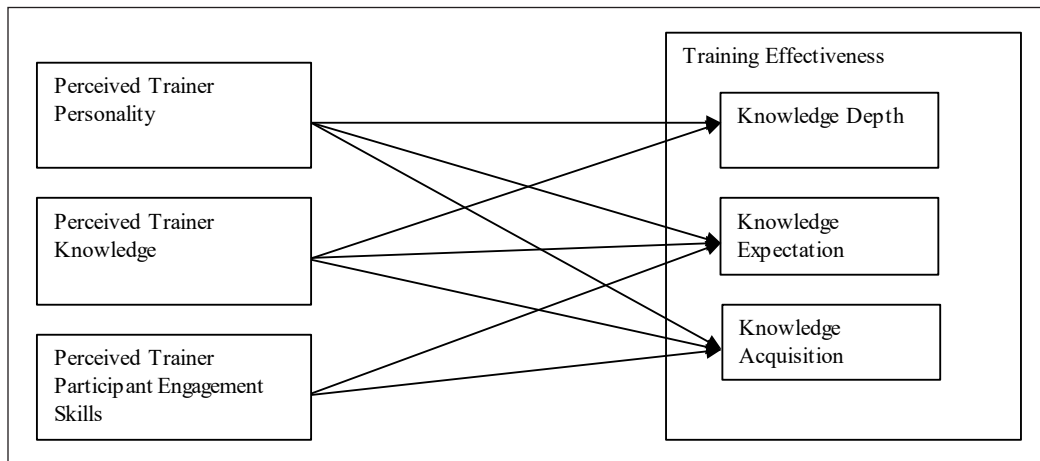 Perceived Trainer
Personality
Perceived Trainer
Knowledge
Perceived Trainer
Participant Engagement
Skills
Training Effectiveness
Knowledge Depth
Knowledge
Expectation
Knowledge
Acquisition